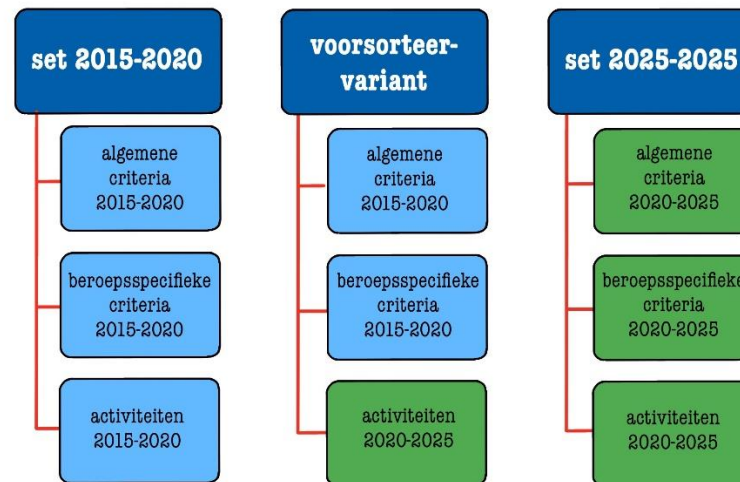 set 2015-2020
algemene
criteria
2015-2020
beroepsspecifieke
criteria
2015-2020
activiteiten
2015-2020
voorsorteer-
variant
algemene
criteria
2015-2020
beroepsspecifieke
criteria
2015-2020
activiteiten
2020-2025
set 2025-2025
algemene
criteria
2020-2025
beroepsspecifieke
criteria
2020-2025
activiteiten
2020-2025